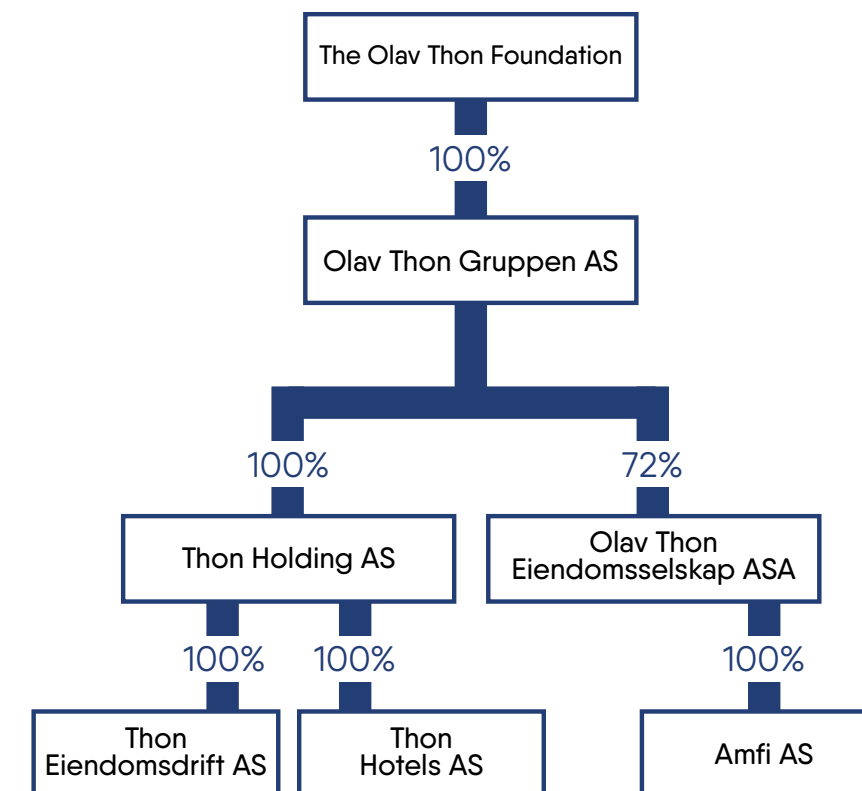 The Olav Thon Foundation
100%
Olav Thon Gruppen AS
100%
72%
Thon Holding AS
Olav Thon
Eiendomsselskap ASA
100%
100%
100%
Thon
Eiendomsdrift AS
Thon
Hotels AS
Amfi AS